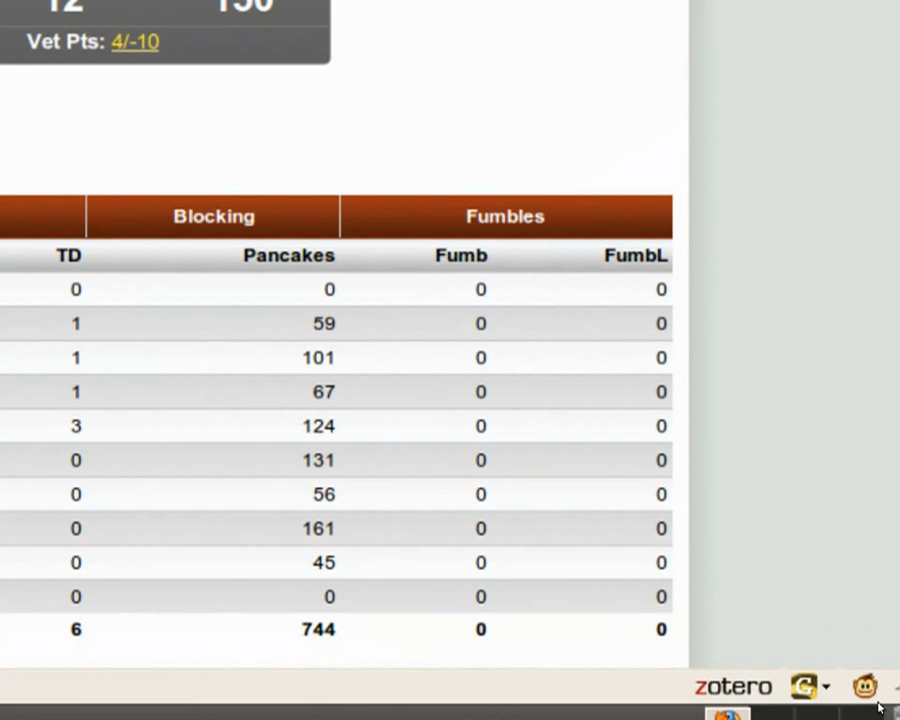 12 150
Vet Pts: 4/-10
Blocking Fumbles
TD Pancakes Fumb FumbL
0 0 0 0
1 59 0 0
1 101 0 0
1 67 0 0
3 124 0 0
0 131 0 0
0 56 0 0
0 161 0 0
0 45 0 0
0 0 0 0
6 744 0 0
zotero G